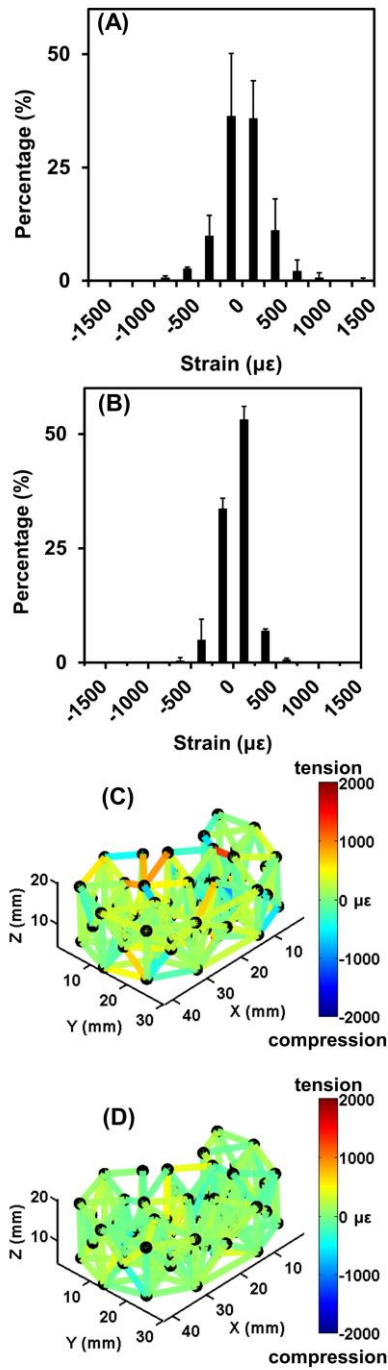 (A)
50
25
0
Percentage (%)
-1500
-1000
-500
0
500
1000
1500
Strain (με)
(B)
50
25
0
Percentage (%)
-1500
-1000
-500
0
500
1000
1500
Strain (με)
tension
(C)
2000
1000
0 με
-1000
-2000
20
10
Z (mm)
10
20
30
Y (mm)
40
30
20
10
X (mm)
compression
tension
(D)
2000
1000
0 με
-1000
-2000
20
10
Z (mm)
10
20
30
Y (mm)
40
30
20
10
X (mm)
compression